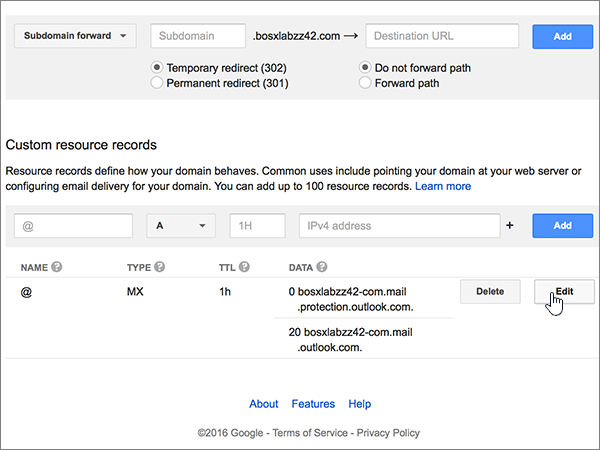 Subdomain forward Subdomain .bosxlabzz42.com → Destination URL Add
Temporary redirect (302) Do not forward path
Permanent redirect (301) Forward path
Custom resource records
Resource records define how your domain behaves. Common uses include pointing your domain at your web server or
configuring email delivery for your domain. You can add up to 100 resource records. Learn more
@ A 1H IPv4 address + Add
NAME ? TYPE ? TTL ? DATA ?
@ MX 1h 0 bosxlabzz42-com.mail Delete Edit
.protection.outlook.com.
20 bosxlabzz42-com.mail
.outlook.com.
About Features Help
©2016 Google - Terms of Service - Privacy Policy